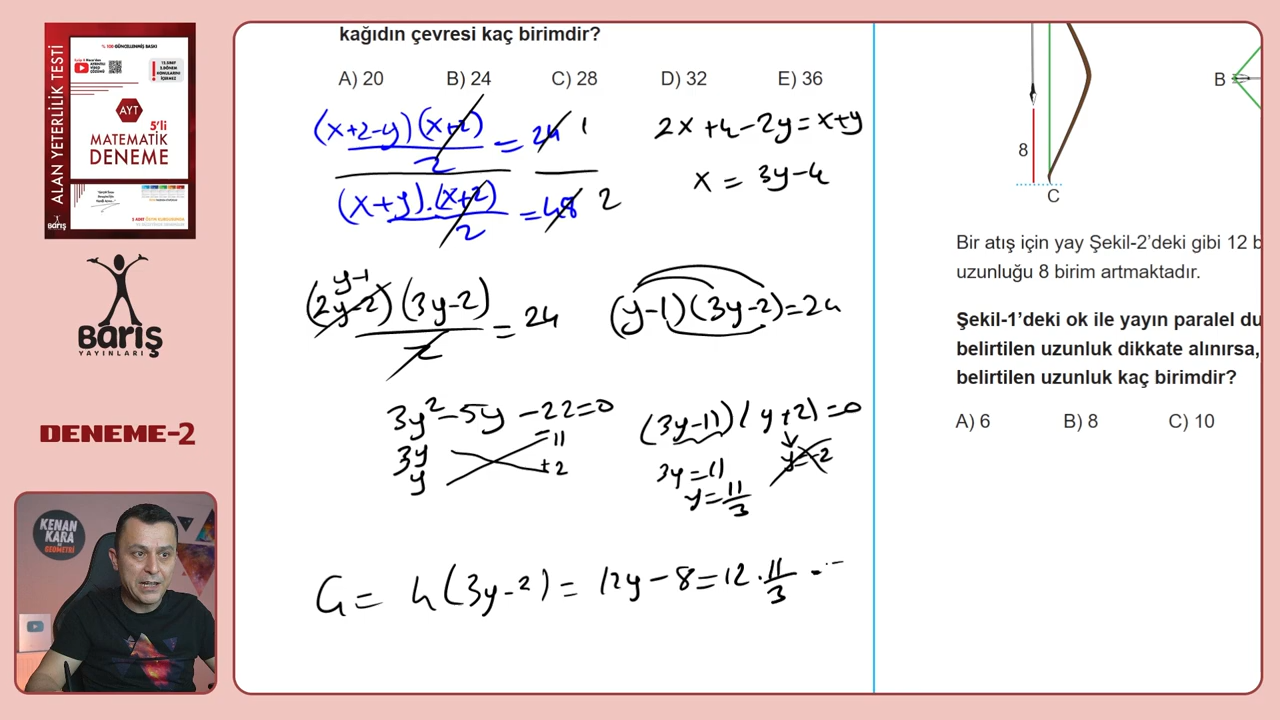 ALAN YETERLİLİK TESTİ
% 100 GÜNCELLENMİŞ BASKI
AYT
5'li
MATEMATİK
DENEME
BARIŞ
YAYINLARI
DENEME-2
KENAN
KARA
GEOMETRİ
kağıdın çevresi kaç birimdir?
A) 20 B) 24 C) 28 D) 32 E) 36
(x+2-y)(x+2)/2 = 24 1
(x+y).(x+2)/2 = 48 2
2x+4-2y=x+y
x = 3y-4
y-1
(2y-2)(3y-2)/2 = 24
(y-1)(3y-2)=24
3y²-5y-22=0
3y -11
y +2
(3y-11)(y+2)=0
3y=11 y=-2
y=11/3
Ç= 4(3y-2) = 12y-8=12.11/3 -
B
8
C
Bir atış için yay Şekil-2'deki gibi 12 b
uzunluğu 8 birim artmaktadır.
Şekil-1'deki ok ile yayın paralel du
belirtilen uzunluk dikkate alınırsa,
belirtilen uzunluk kaç birimdir?
A) 6 B) 8 C) 10